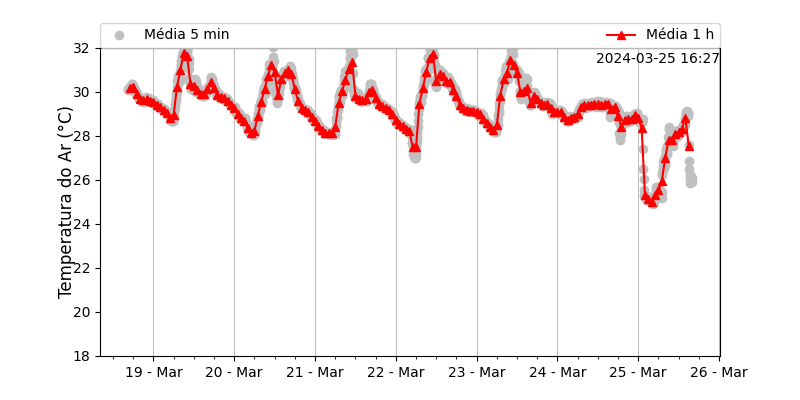 Média 5 min
Média 1 h
2024-03-25 16:27
Temperatura do Ar (°C)
32
30
28
26
24
22
20
18
19 - Mar
20 - Mar
21 - Mar
22 - Mar
23 - Mar
24 - Mar
25 - Mar
26 - Mar